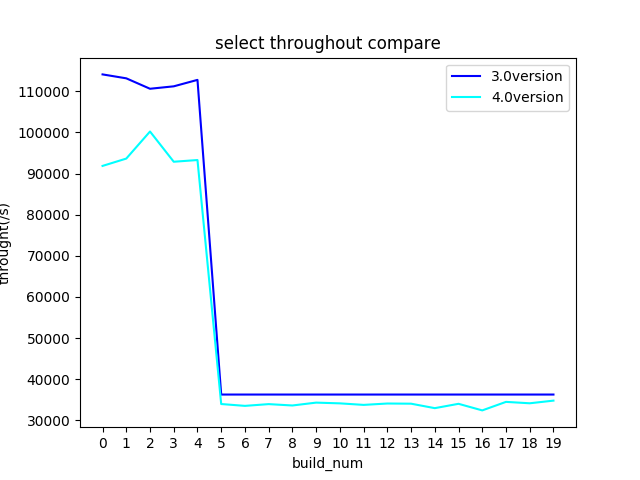 select throughout compare
3.0version
4.0version
110000
100000
90000
80000
70000
60000
50000
40000
30000
throught(/s)
0 1 2 3 4 5 6 7 8 9 10 11 12 13 14 15 16 17 18 19
build_num